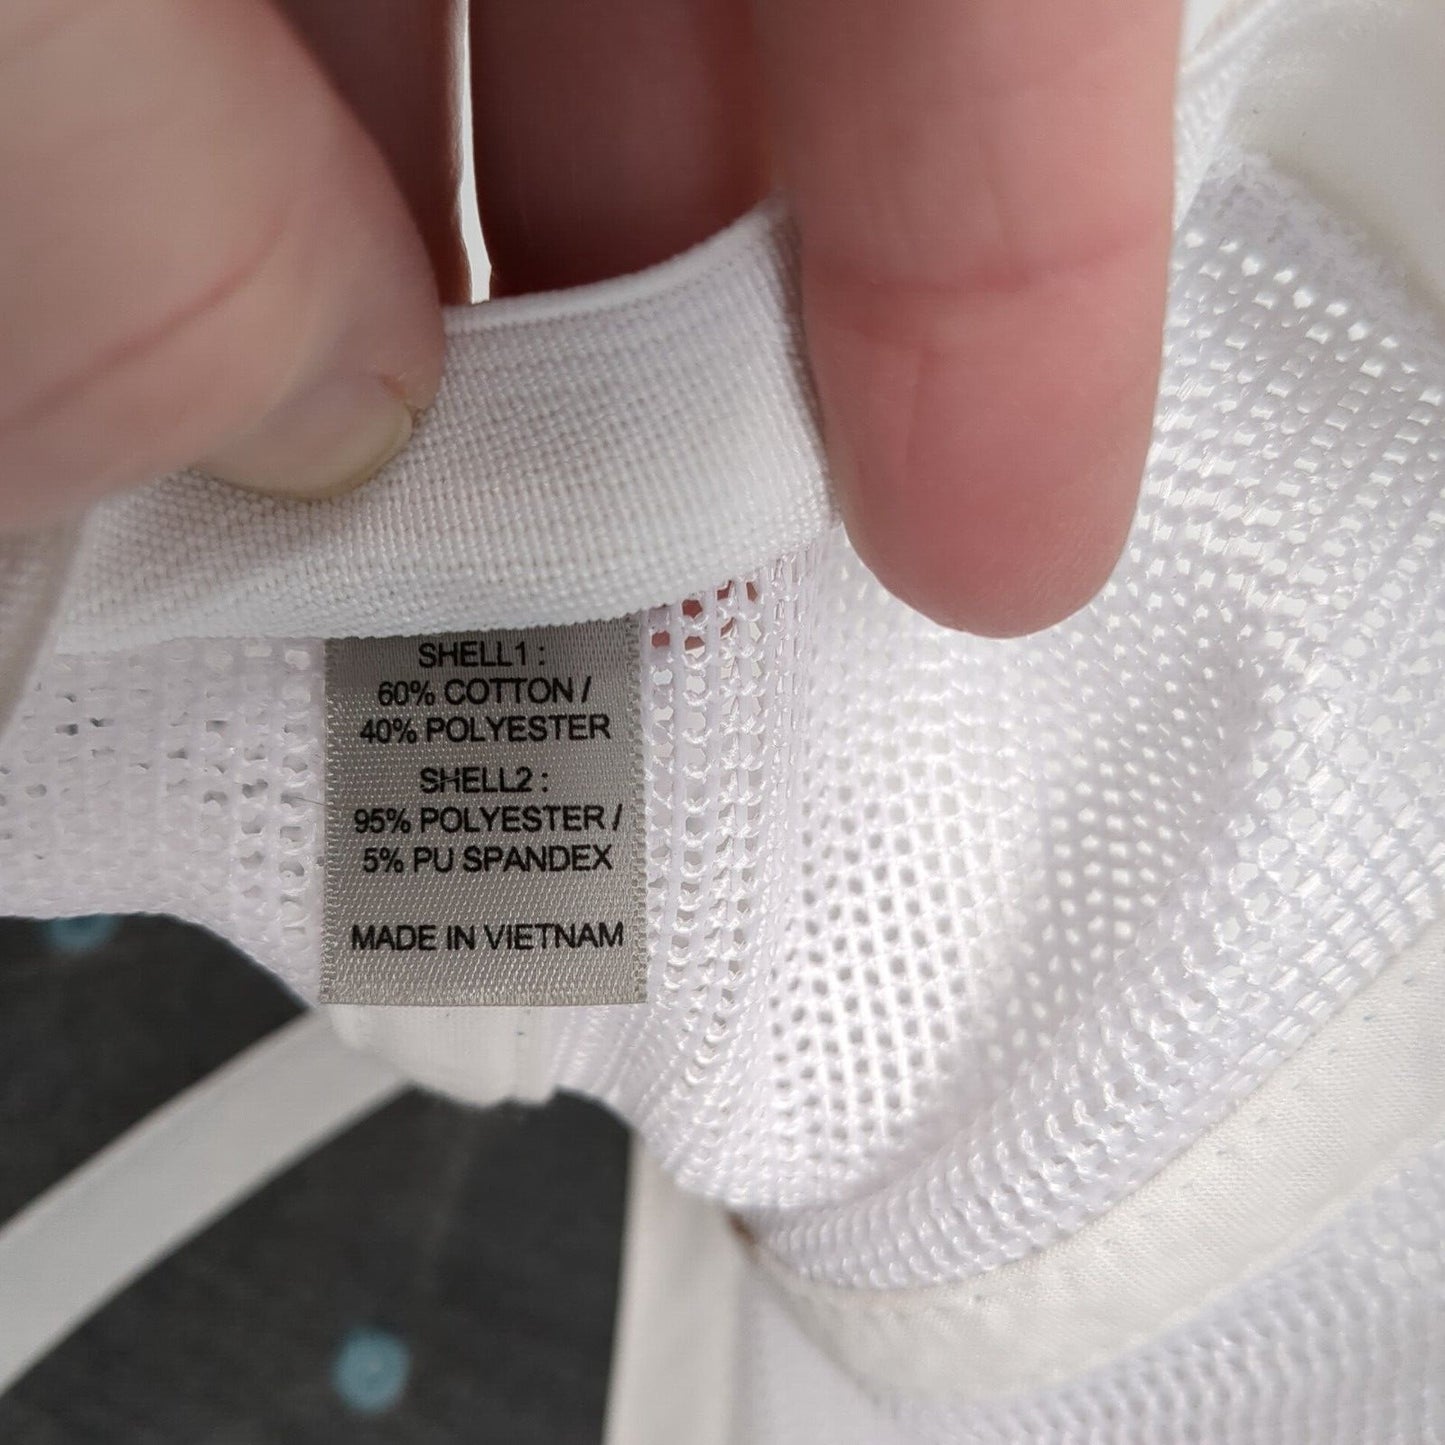 SHELL1 :
60% COTTON /
40% POLYESTER
SHELL2 :
95% POLYESTER /
5% PU SPANDEX
MADE IN VIETNAM